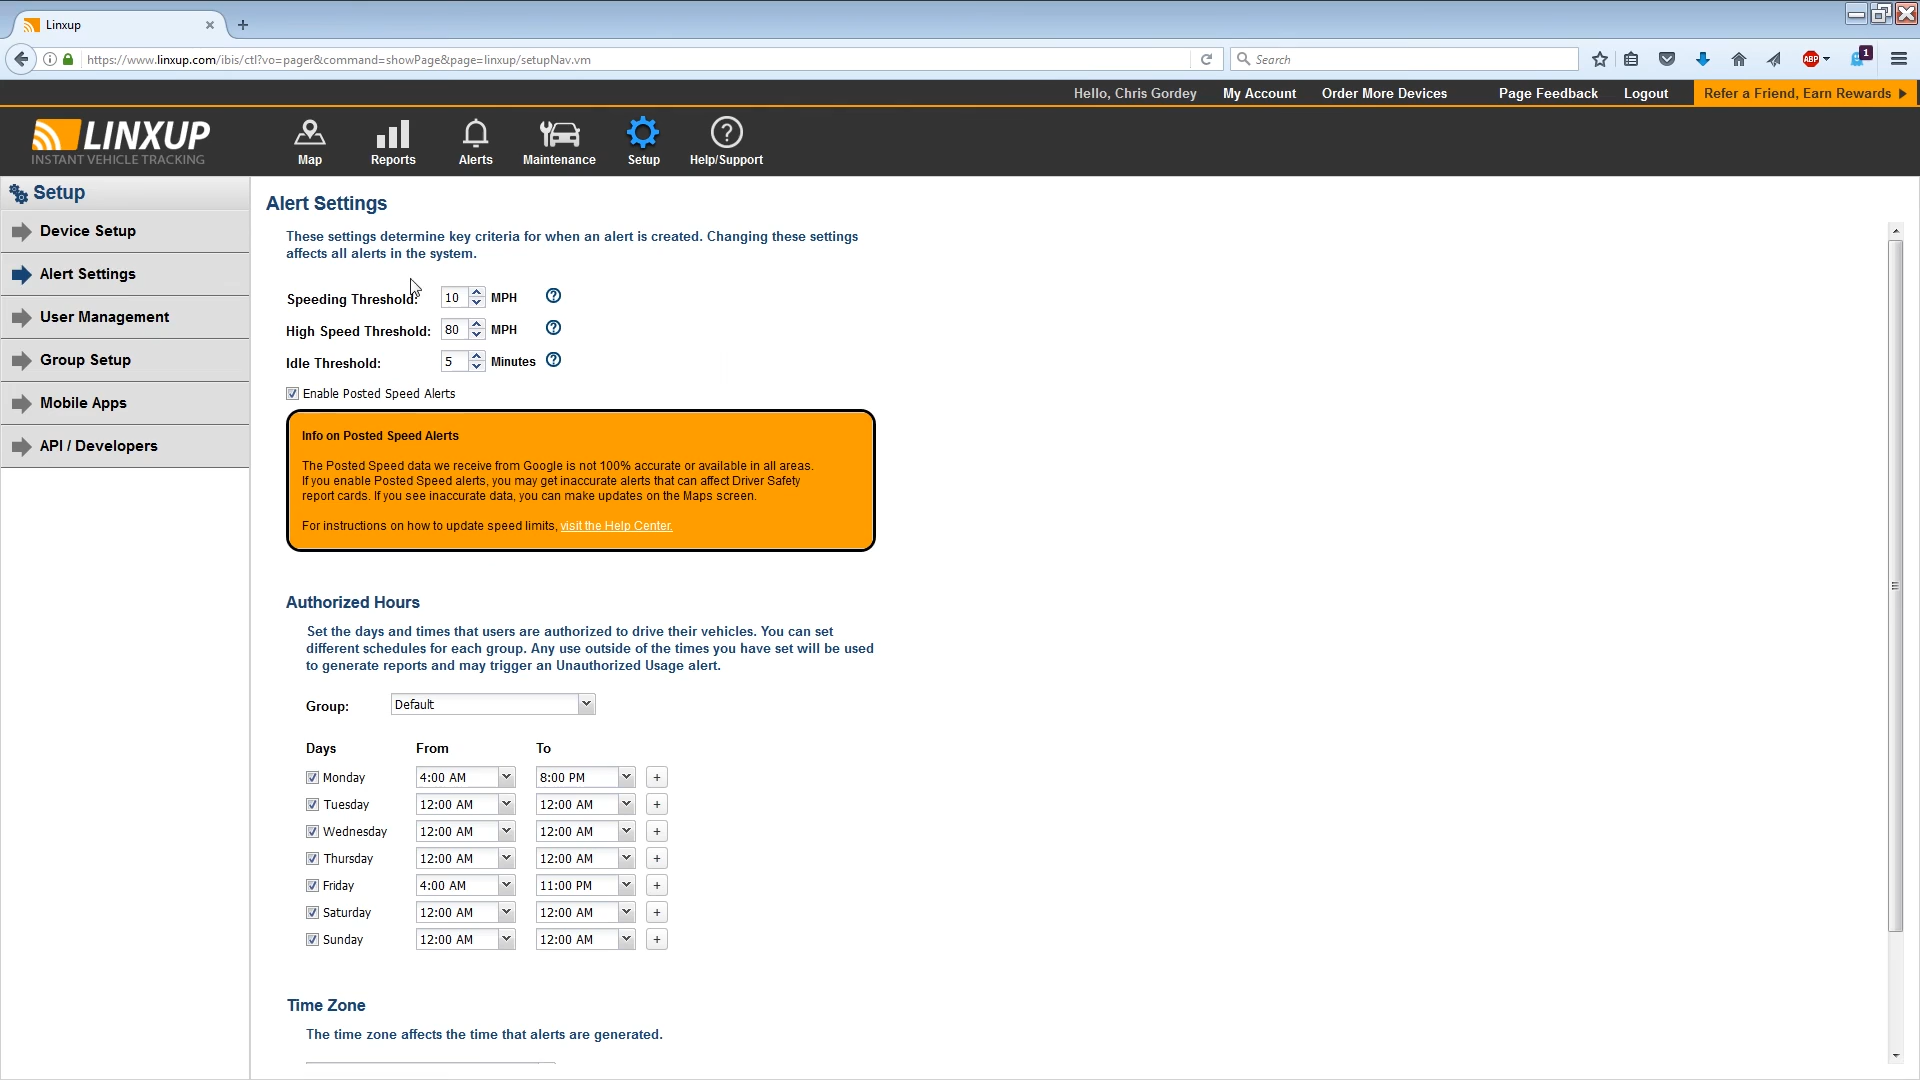 Linxup
https://www.linxup.com/ibis/ctl?vo=pager&command=showPage&page=linxup/setupNav.vm
Search
ABP
1
Hello, Chris Gordey
My Account
Order More Devices
Page Feedback
Logout
Refer a Friend, Earn Rewards
LINXUP
INSTANT VEHICLE TRACKING
Map
Reports
Alerts
Maintenance
Setup
Help/Support
Setup
Device Setup
Alert Settings
User Management
Group Setup
Mobile Apps
API / Developers
Alert Settings
These settings determine key criteria for when an alert is created. Changing these settings
affects all alerts in the system.
Speeding Threshold: 10 MPH
High Speed Threshold: 80 MPH
Idle Threshold: 5 Minutes
Enable Posted Speed Alerts
Info on Posted Speed Alerts
The Posted Speed data we receive from Google is not 100% accurate or available in all areas.
If you enable Posted Speed alerts, you may get inaccurate alerts that can affect Driver Safety
report cards. If you see inaccurate data, you can make updates on the Maps screen.
For instructions on how to update speed limits, visit the Help Center.
Authorized Hours
Set the days and times that users are authorized to drive their vehicles. You can set
different schedules for each group. Any use outside of the times you have set will be used
to generate reports and may trigger an Unauthorized Usage alert.
Group: Default
Days From To
Monday 4:00 AM 8:00 PM +
Tuesday 12:00 AM 12:00 AM +
Wednesday 12:00 AM 12:00 AM +
Thursday 12:00 AM 12:00 AM +
Friday 4:00 AM 11:00 PM +
Saturday 12:00 AM 12:00 AM +
Sunday 12:00 AM 12:00 AM +
Time Zone
The time zone affects the time that alerts are generated.